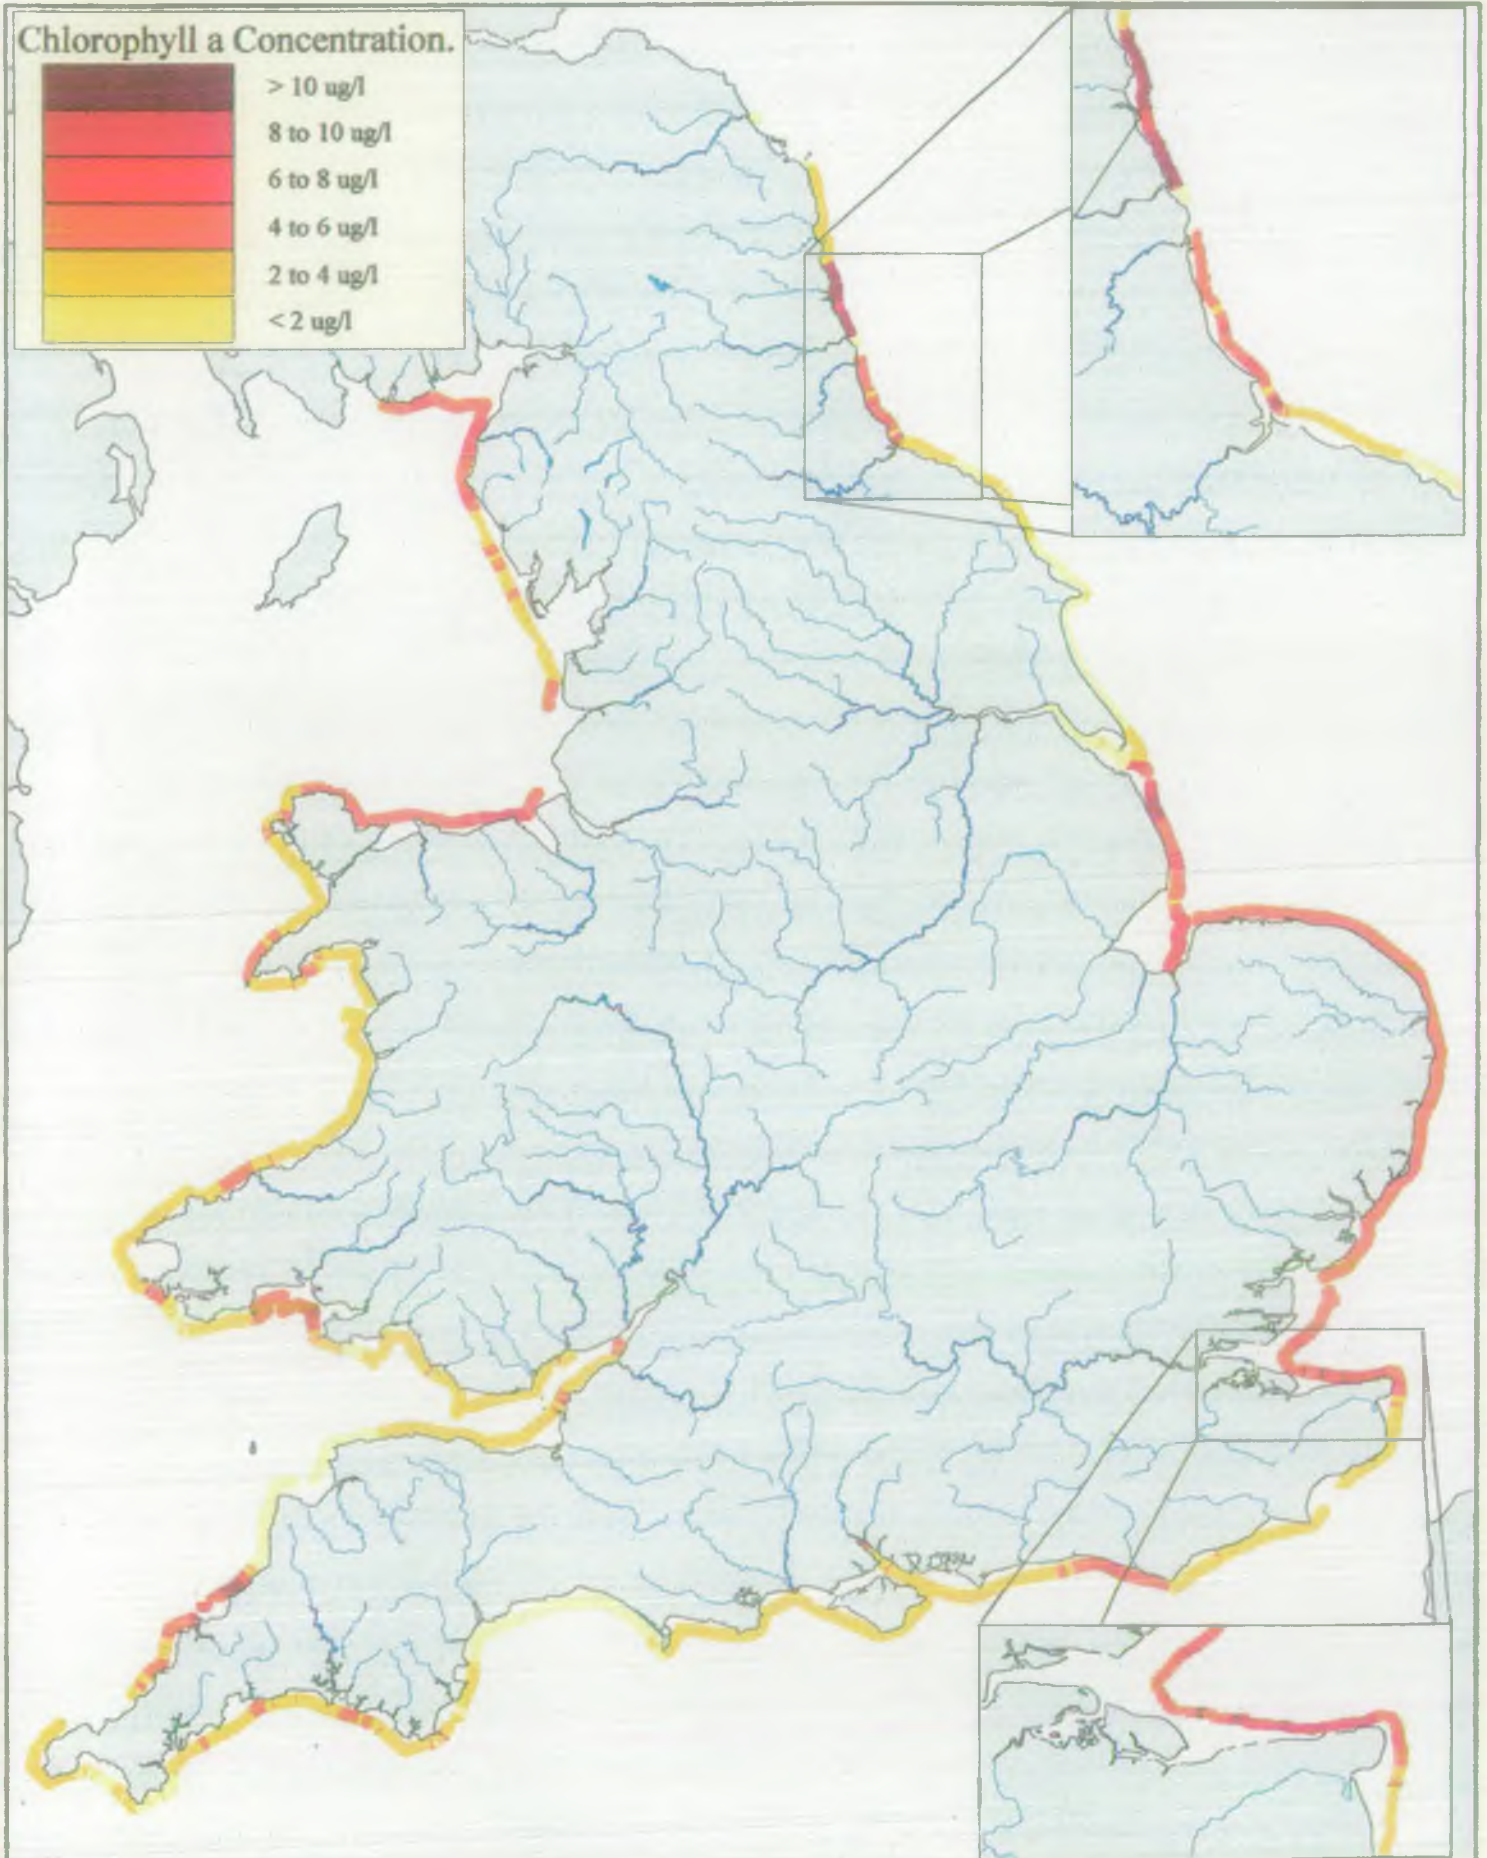 Chlorophyll a Concentration.
> 10 ug/l
8 to 10 ug/l
6 to 8 ug/l
4 to 6 ug/l
2 to 4 ug/l
< 2 ug/l